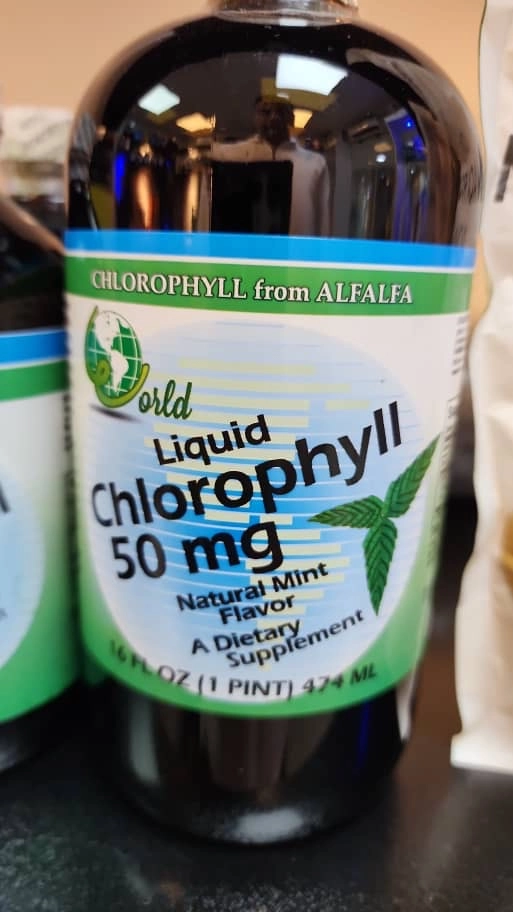 CHLOROPHYLL from ALFALFA
World
Liquid
Chlorophyll
50 mg
Natural Mint
Flavor
A Dietary
Supplement
16 FL OZ (1 PINT) 474 ML